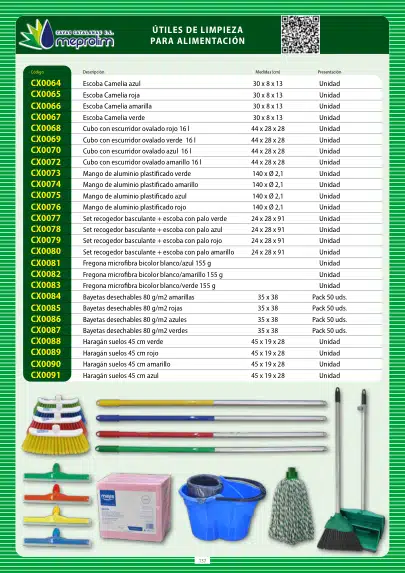 CAYPE CATALANAS S.L.
meprolim
ÚTILES DE LIMPIEZA
PARA ALIMENTACIÓN
Código Descripción Medidas (cm) Presentación
CX0064 Escoba Camelia azul 30 x 8 x 13 Unidad
CX0065 Escoba Camelia roja 30 x 8 x 13 Unidad
CX0066 Escoba Camelia amarilla 30 x 8 x 13 Unidad
CX0067 Escoba Camelia verde 30 x 8 x 13 Unidad
CX0068 Cubo con escurridor ovalado rojo 16 l 44 x 28 x 28 Unidad
CX0069 Cubo con escurridor ovalado verde 16 l 44 x 28 x 28 Unidad
CX0070 Cubo con escurridor ovalado azul 16 l 44 x 28 x 28 Unidad
CX0072 Cubo con escurridor ovalado amarillo 16 l 44 x 28 x 28 Unidad
CX0073 Mango de aluminio plastificado verde 140 x Ø 2,1 Unidad
CX0074 Mango de aluminio plastificado amarillo 140 x Ø 2,1 Unidad
CX0075 Mango de aluminio plastificado azul 140 x Ø 2,1 Unidad
CX0076 Mango de aluminio plastificado rojo 140 x Ø 2,1 Unidad
CX0077 Set recogedor basculante + escoba con palo verde 24 x 28 x 91 Unidad
CX0078 Set recogedor basculante + escoba con palo azul 24 x 28 x 91 Unidad
CX0079 Set recogedor basculante + escoba con palo rojo 24 x 28 x 91 Unidad
CX0080 Set recogedor basculante + escoba con palo amarillo 24 x 28 x 91 Unidad
CX0081 Fregona microfibra bicolor blanco/azul 155 g Unidad
CX0082 Fregona microfibra bicolor blanco/amarillo 155 g Unidad
CX0083 Fregona microfibra bicolor blanco/verde 155 g Unidad
CX0084 Bayetas desechables 80 g/m2 amarillas 35 x 38 Pack 50 uds.
CX0085 Bayetas desechables 80 g/m2 rojas 35 x 38 Pack 50 uds.
CX0086 Bayetas desechables 80 g/m2 azules 35 x 38 Pack 50 uds.
CX0087 Bayetas desechables 80 g/m2 verdes 35 x 38 Pack 50 uds.
CX0088 Haragán suelos 45 cm verde 45 x 19 x 28 Unidad
CX0089 Haragán suelos 45 cm rojo 45 x 19 x 28 Unidad
CX0090 Haragán suelos 45 cm amarillo 45 x 19 x 28 Unidad
CX0091 Haragán suelos 45 cm azul 45 x 19 x 28 Unidad